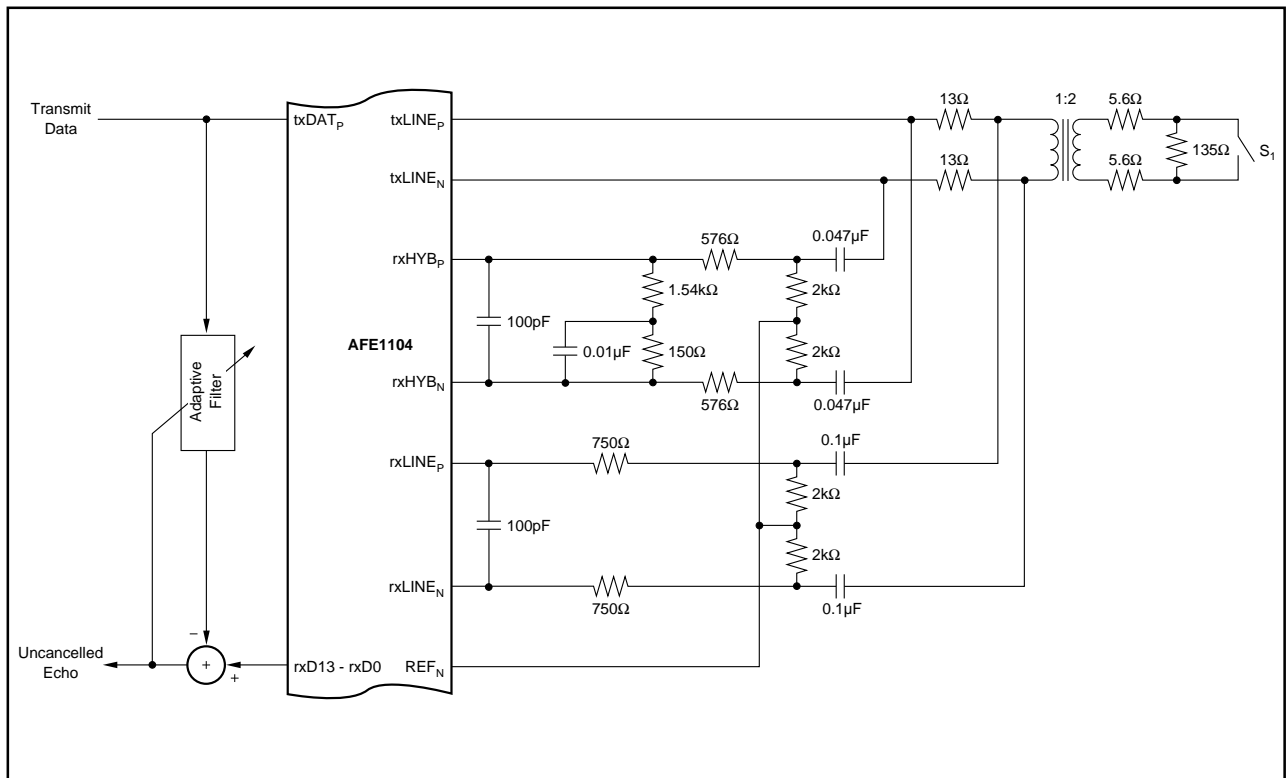 Transmit
Data
txDATP
txLINEP
13Ω
1:2
5.6Ω
135Ω
S1
txLINEN
13Ω
5.6Ω
rxHYBP
576Ω
0.047µF
1.54kΩ
2kΩ
100pF
AFE1104
0.01µF
150Ω
2kΩ
Adaptive
Filter
rxHYBN
576Ω
0.047µF
rxLINEP
750Ω
0.1µF
2kΩ
100pF
2kΩ
rxLINEN
750Ω
0.1µF
–
Uncancelled
Echo
+
+
rxD13 - rxD0
REFN